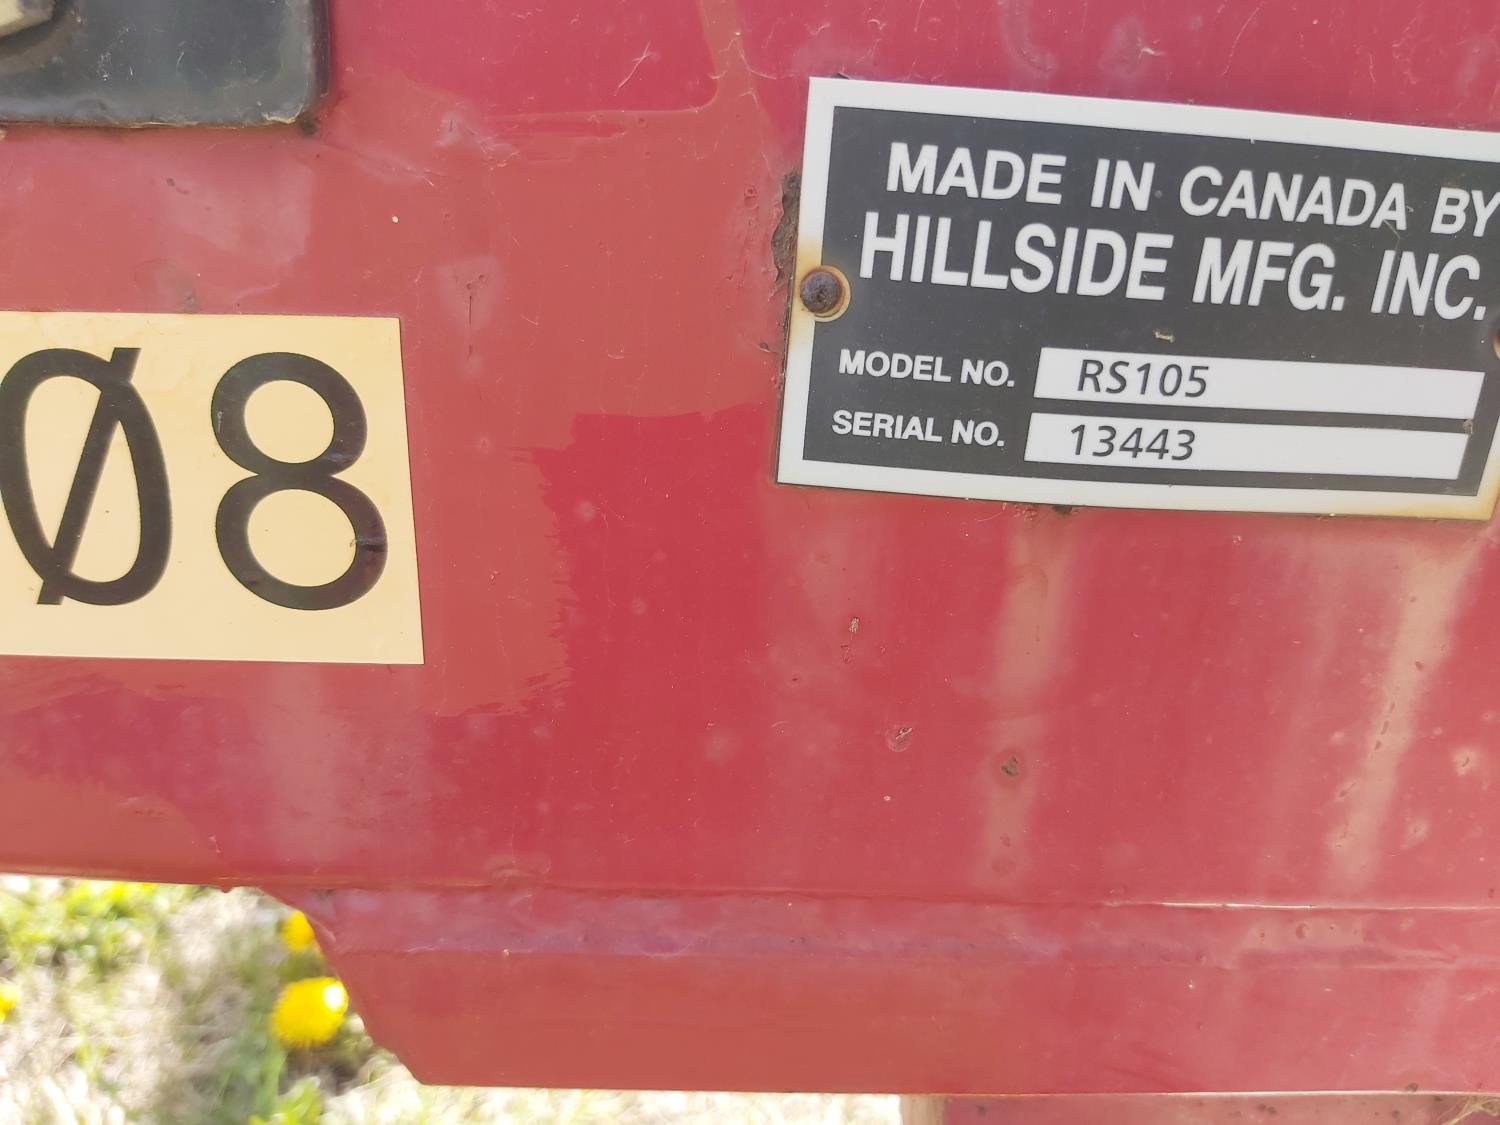 MADE IN CANADA BY
HILLSIDE MFG. INC.
MODEL NO. RS105
SERIAL NO. 13443
Ø8